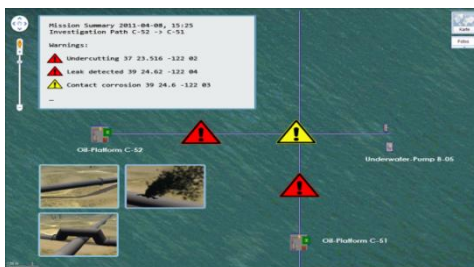 Mission Summary 2011-04-08, 15:25
Investigation Path C-52 -> C-51
Warnings:
Undercutting 37 23.516 -122 02
Leak detected 39 24.62 -122 04
Contact corrosion 39 24.6 -122 03
Karte
Oil-Platform C-52
Underwater-Pump B-05
Oil-Platform C-51